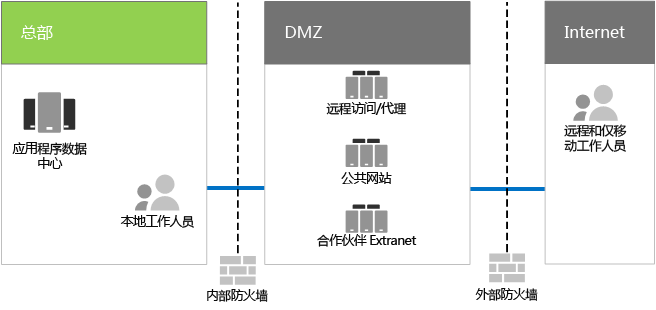 总部
DMZ
Internet
应用程序数据
中心
本地工作人员
远程访问/代理
公共网站
合作伙伴 Extranet
远程和仅移
动工作人员
内部防火墙
外部防火墙